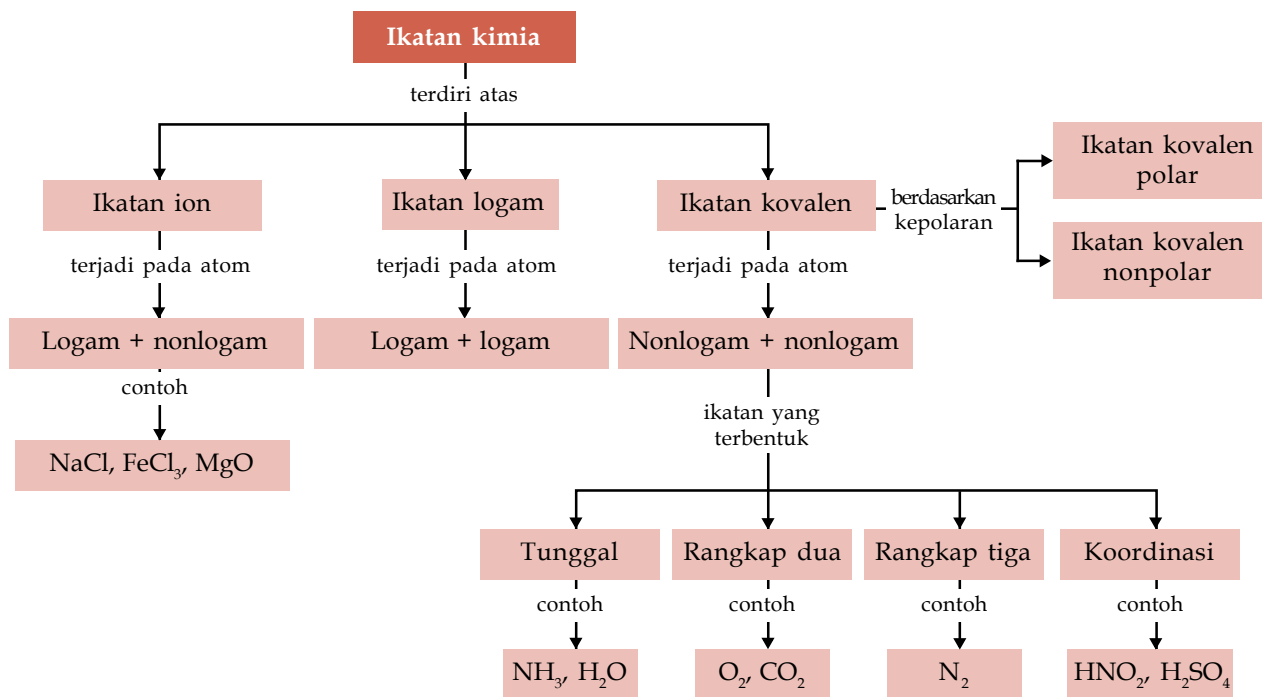 Ikatan kimia
terdiri atas
Ikatan ion
Ikatan logam
Ikatan kovalen
berdasarkan
kepolaran
Ikatan kovalen
polar
Ikatan kovalen
nonpolar
terjadi pada atom
terjadi pada atom
terjadi pada atom
Logam + nonlogam
Logam + logam
Nonlogam + nonlogam
contoh
NaCl, FeCl₃, MgO
ikatan yang
terbentuk
Tunggal
Rangkap dua
Rangkap tiga
Koordinasi
contoh
contoh
contoh
contoh
NH₃, H₂O
O₂, CO₂
N₂
HNO₂, H₂SO₄